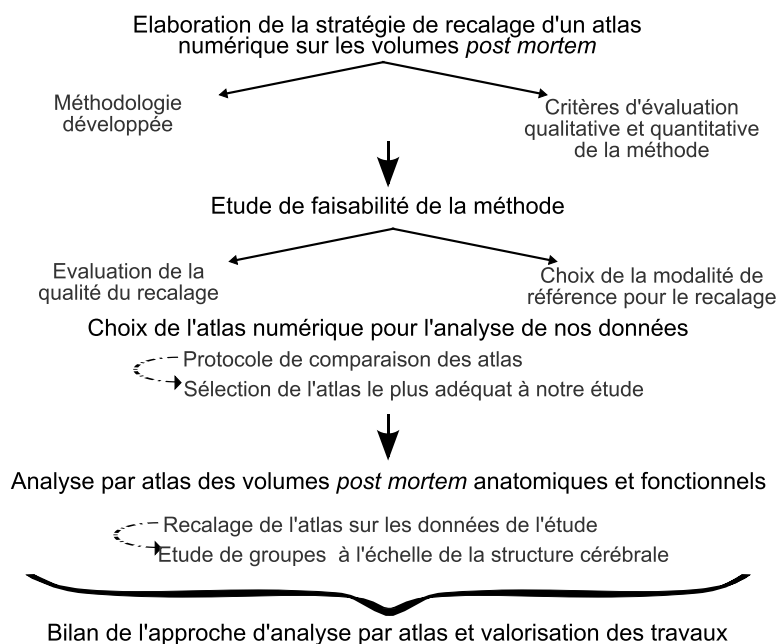 Elaboration de la stratégie de recalage d'un atlas
numérique sur les volumes post mortem
Méthodologie
développée
Critères d'évaluation
qualitative et quantitative
de la méthode
Etude de faisabilité de la méthode
Evaluation de la
qualité du recalage
Choix de la modalité de
référence pour le recalage
Choix de l'atlas numérique pour l'analyse de nos données
Protocole de comparaison des atlas
Sélection de l'atlas le plus adéquat à notre étude
Analyse par atlas des volumes post mortem anatomiques et fonctionnels
Recalage de l'atlas sur les données de l'étude
Etude de groupes à l'échelle de la structure cérébrale
Bilan de l'approche d'analyse par atlas et valorisation des travaux